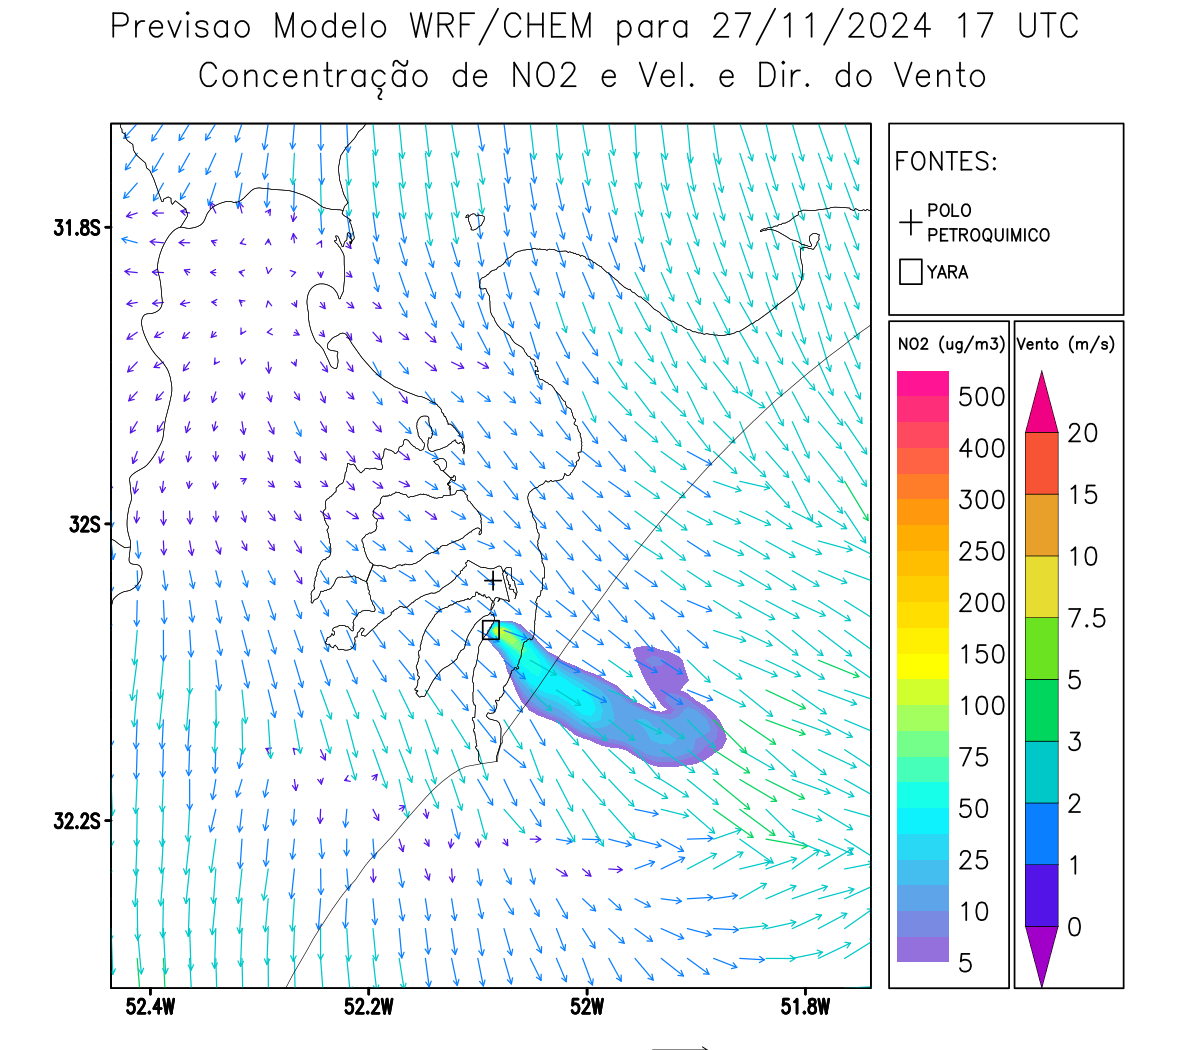 Previsao Modelo WRF/CHEM para 27/11/2024 17 UTC
Concentração de NO2 e Vel. e Dir. do Vento
FONTES:
POLO
PETROQUIMICO
YARA
NO2 (ug/m3)
500
400
300
250
200
150
100
75
50
25
10
5
Vento (m/s)
20
15
10
7.5
5
3
2
1
0
31.8S
32S
32.2S
52.4W
52.2W
52W
51.8W